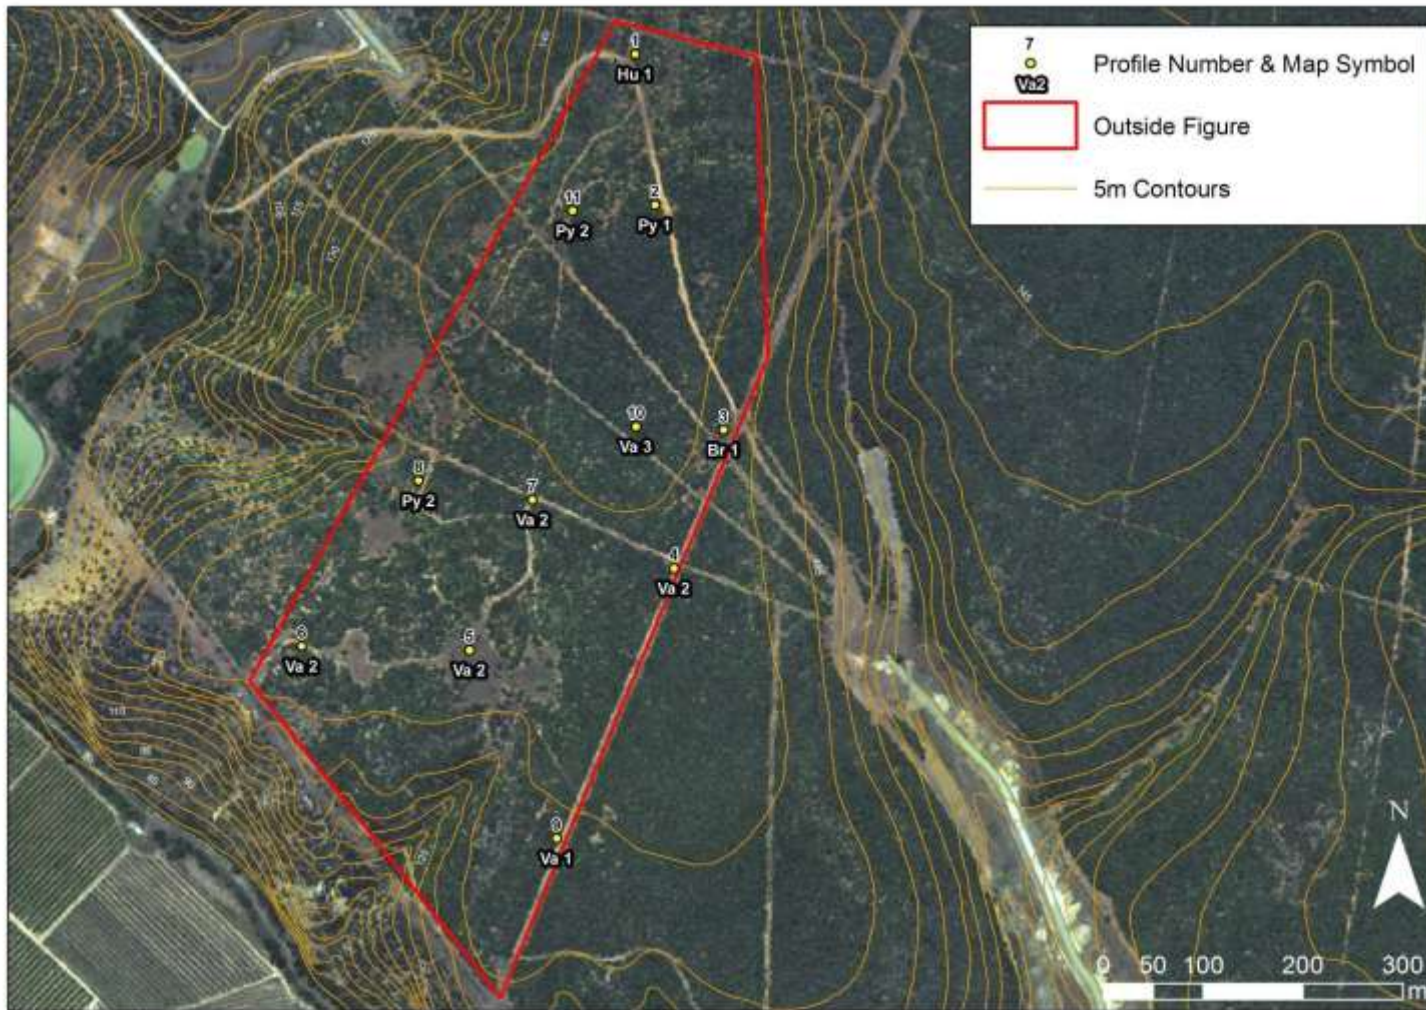 1
Hu 1
11
Py 2
2
Py 1
10
Va 3
3
Br 1
8
Py 2
7
Va 2
4
Va 2
6
Va 2
5
Va 2
9
Va 1
7
Va2
Profile Number & Map Symbol
Outside Figure
5m Contours
145
N
0 50 100 200 300
m